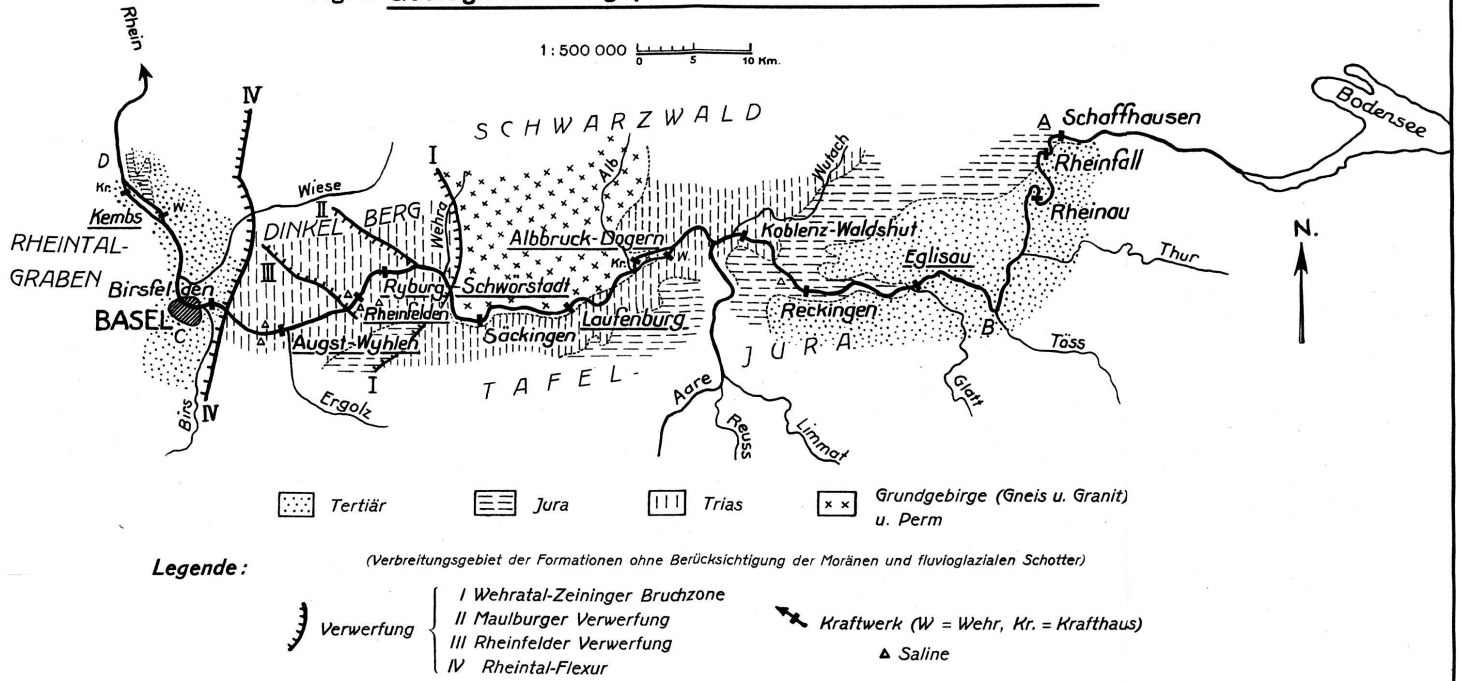 Rhein
1 : 500 000
0 5 10 Km.
IV
SCHWARZWALD
Bodensee
Schaffhausen
Rheinfall
Rheinau
N.
D
Kr.
W.
Kembs
Wiese
I
II
DINKELBERG
Wehra
Alb
Wutach
RHEINTAL-
GRABEN
III
Albbruck-Dogern
Kr.
W.
Koblenz-Waldshut
Eglisau
Thur
Birsfelden
BASEL
C
Ryburg-Schworstadt
Rheinfelden
Augst-Wyhlen
Säckingen
Laufenburg
Reckingen
B
JURA
TAFEL-
Töss
Glatt
I
IV
Birs
Ergolz
Aare
Reuss
Limmat
Tertiär
Jura
Trias
Grundgebirge (Gneis u. Granit)
u. Perm
(Verbreitungsgebiet der Formationen ohne Berücksichtigung der Moränen und fluvioglazialen Schotter)
Legende :
Verwerfung
I Wehratal-Zeininger Bruchzone
II Maulburger Verwerfung
III Rheinfelder Verwerfung
IV Rheintal-Flexur
Kraftwerk (W = Wehr, Kr. = Krafthaus)
Saline